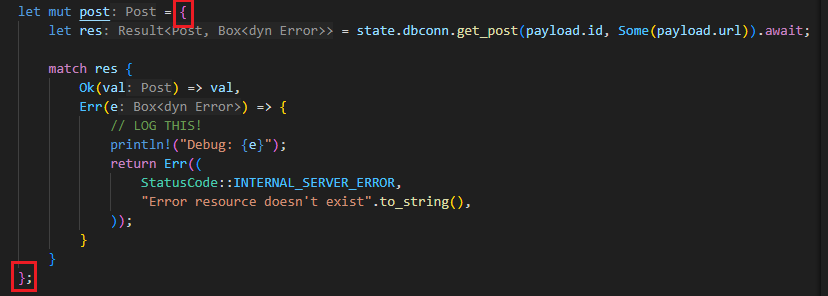 let mut post: Post = {
let res: Result<Post, Box<dyn Error>> = state.dbconn.get_post(payload.id, Some(payload.url)).await;
match res {
Ok(val: Post) => val,
Err(e: Box<dyn Error>) => {
// LOG THIS!
println!("Debug: {e}");
return Err((
StatusCode::INTERNAL_SERVER_ERROR,
"Error resource doesn't exist".to_string(),
));
}
}
};